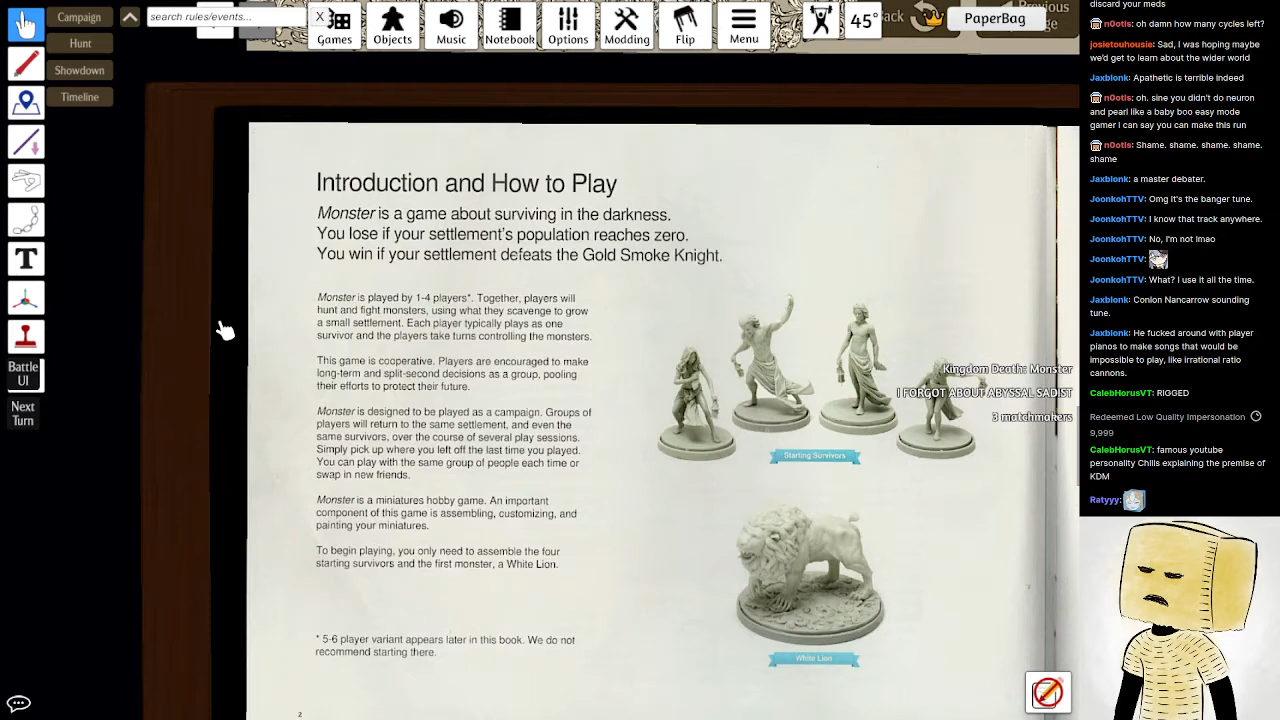 Campaign
Hunt
Showdown
Timeline
search rules/events...
X
Games
Objects
Music
Notebook
Options
Modding
Flip
Menu
45°
PaperBag
Previous
Battle
UI
Next
Turn
Introduction and How to Play
Monster is a game about surviving in the darkness.
You lose if your settlement's population reaches zero.
You win if your settlement defeats the Gold Smoke Knight.
Monster is played by 1-4 players*. Together, players will
hunt and fight monsters, using what they scavenge to grow
a small settlement. Each player typically plays as one
survivor and the players take turns controlling the monsters.
This game is cooperative. Players are encouraged to make
long-term and split-second decisions as a group, pooling
their efforts to protect their future.
Monster is designed to be played as a campaign. Groups of
players will return to the same settlement, and even the
same survivors, over the course of several play sessions.
Simply pick up where you left off the last time you played.
You can play with the same group of people each time or
swap in new friends.
Monster is a miniatures hobby game. An important
component of this game is assembling, customizing, and
painting your miniatures.
To begin playing, you only need to assemble the four
starting survivors and the first monster, a White Lion.
* 5-6 player variant appears later in this book. We do not
recommend starting there.
2
Starting Survivors
White Lion
Kingdom Death: Monster
I FORGOT ABOUT ABYSSAL SADIST
3 matchmakers
discard your me
n0otls: oh damn how many cycles left?
josietouhousie: Sad, I was hoping maybe
we'd get to learn about the wider world
Jaxblonk: Apathetic is terrible indeed
n0otls: oh. sine you didn't do neuron
and pearl like a baby boo easy mode
gamer i can say you can make this run
n0otls: Shame. shame. shame. shame.
shame
Jaxblonk: a master debater.
JoonkohTTV: Omg it's the banger tune.
JoonkohTTV: I know that track anywhere.
JoonkohTTV: No, I'm not lmao
JoonkohTTV:
JoonkohTTV: What? I use it all the time.
Jaxblonk: Conlon Nancarrow sounding
tune.
Jaxblonk: He fucked around with player
pianos to make songs that would be
impossible to play, like irrational ratio
cannons.
CalebHorusVT: RIGGED
Redeemed Low Quality Impersonation
9,999
CalebHorusVT: famous youtube
personality Chills explaining the premise of
KDM
Ratyyy: